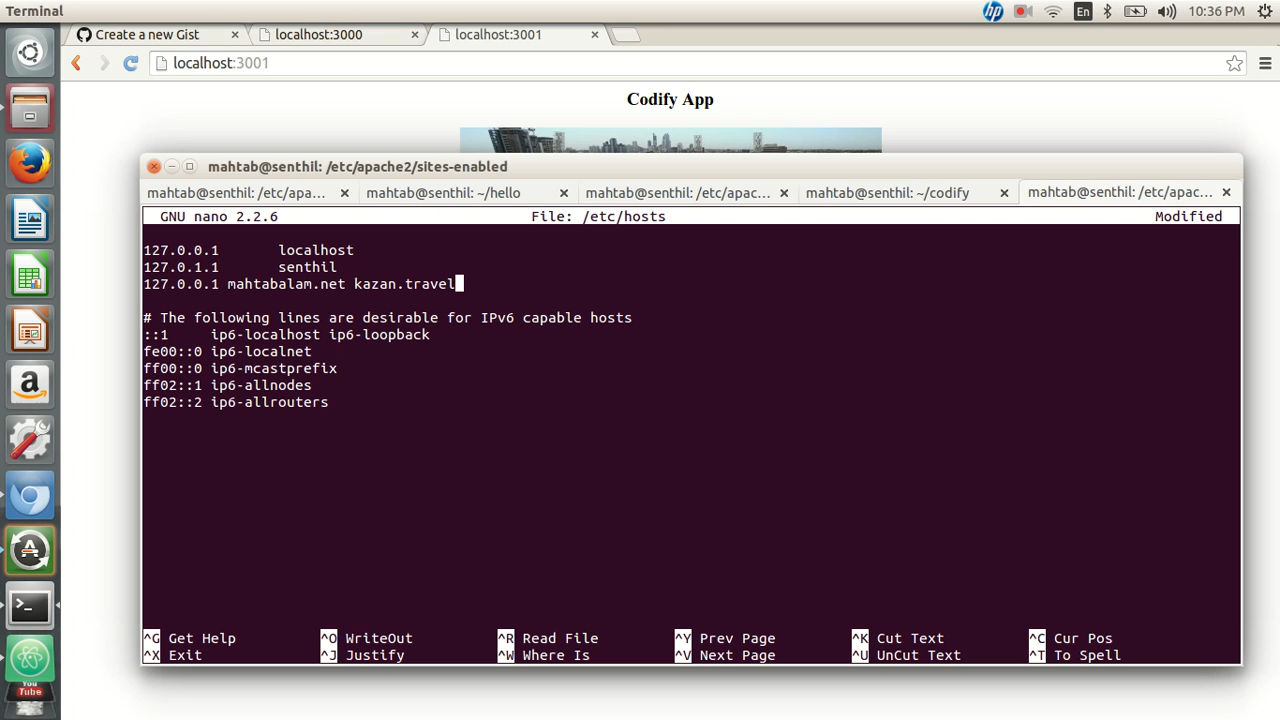 Terminal
En
10:36 PM
Create a new Gist
localhost:3000
localhost:3001
localhost:3001
Codify App
mahtab@senthil: /etc/apache2/sites-enabled
mahtab@senthil: /etc/apa...
mahtab@senthil: ~/hello
mahtab@senthil: /etc/apac...
mahtab@senthil: ~/codify
mahtab@senthil: /etc/apac...
GNU nano 2.2.6 File: /etc/hosts Modified
127.0.0.1 localhost
127.0.1.1 senthil
127.0.0.1 mahtabalam.net kazan.travel
# The following lines are desirable for IPv6 capable hosts
::1 ip6-localhost ip6-loopback
fe00::0 ip6-localnet
ff00::0 ip6-mcastprefix
ff02::1 ip6-allnodes
ff02::2 ip6-allrouters
^G Get Help ^O WriteOut ^R Read File ^Y Prev Page ^K Cut Text ^C Cur Pos
^X Exit ^J Justify ^W Where Is ^V Next Page ^U UnCut Text ^T To Spell
You
Tube